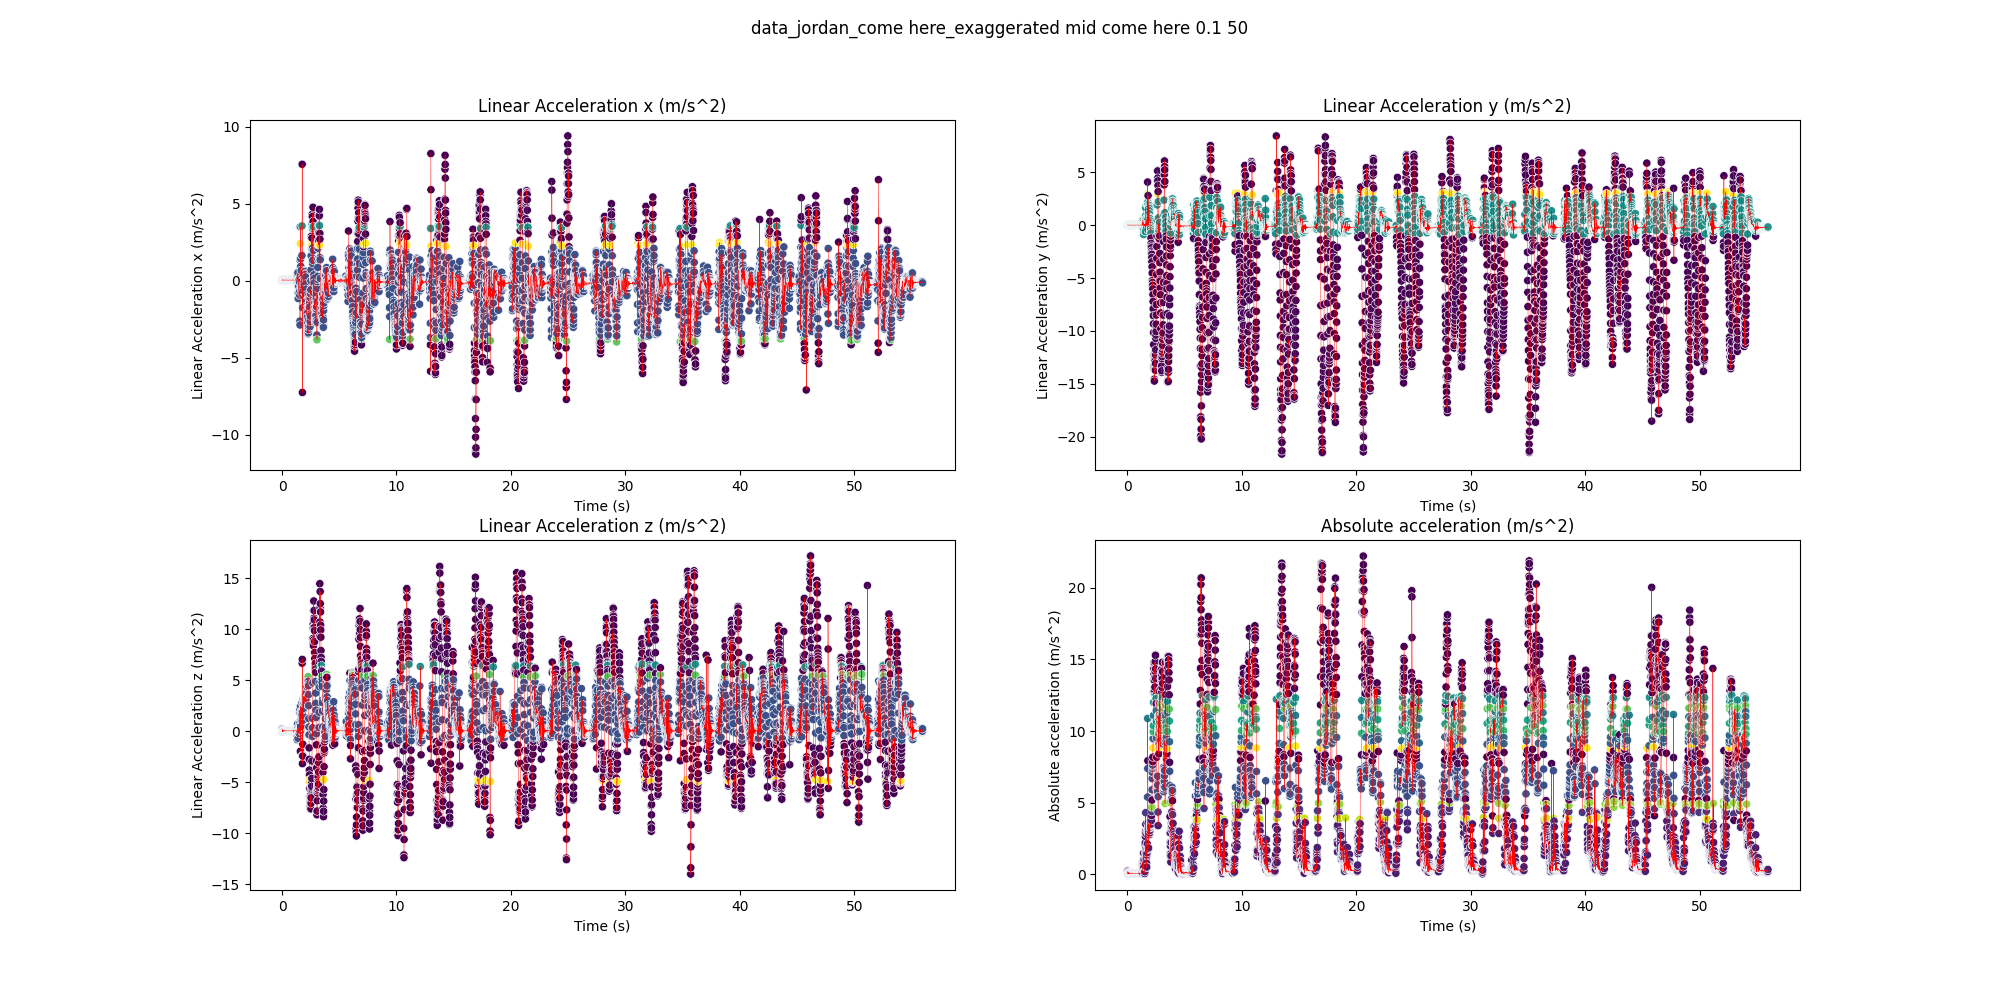 data_jordan_come here_exaggerated mid come here 0.1 50
Linear Acceleration x (m/s^2)
Linear Acceleration x (m/s^2)
10
5
0
−5
−10
0 10 20 30 40 50
Time (s)
Linear Acceleration y (m/s^2)
Linear Acceleration y (m/s^2)
5
0
−5
−10
−15
−20
0 10 20 30 40 50
Time (s)
Linear Acceleration z (m/s^2)
Linear Acceleration z (m/s^2)
15
10
5
0
−5
−10
−15
0 10 20 30 40 50
Time (s)
Absolute acceleration (m/s^2)
Absolute acceleration (m/s^2)
20
15
10
5
0
0 10 20 30 40 50
Time (s)